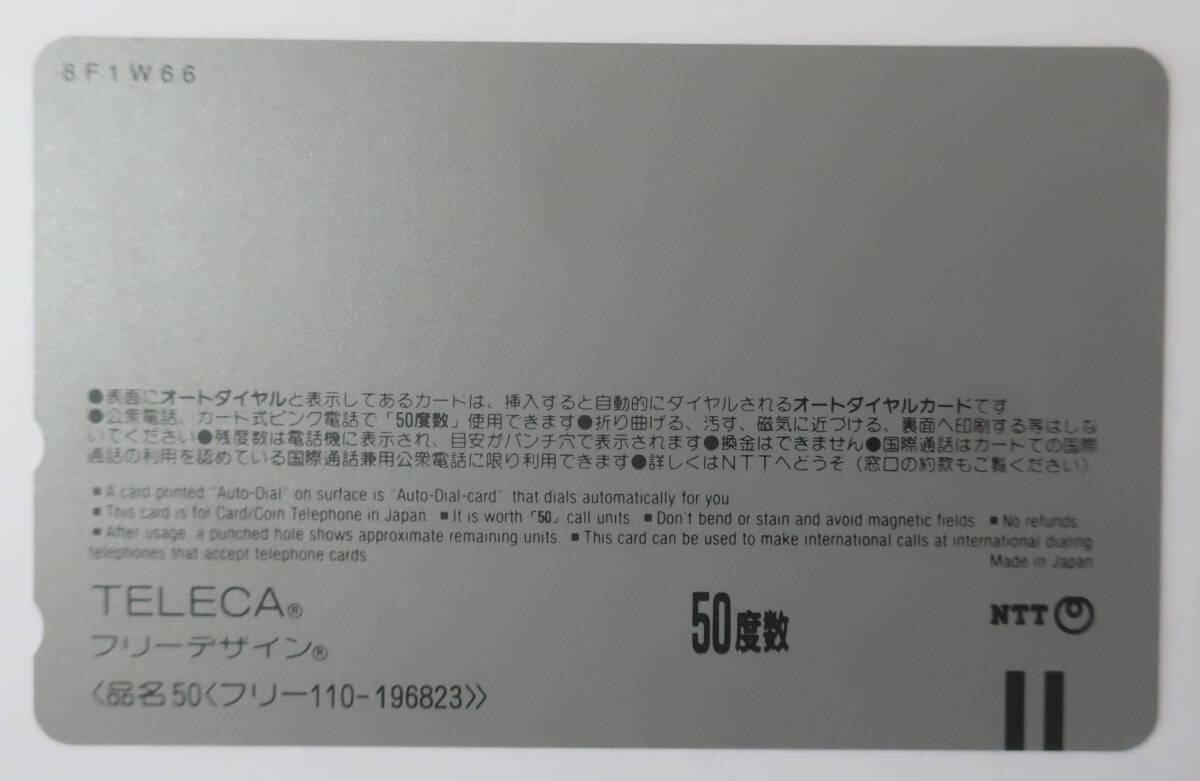 8F1W66
●表面にオートダイヤルと表示してあるカードは、挿入すると自動的にダイヤルされるオートダイヤルカードです
●公衆電話、カード式ピンク電話で「50度数」使用できます●折り曲げる、汚す、磁気に近づける、裏面へ印刷する等はしな
いでください●残度数は電話機に表示され、目安がパンチ穴で表示されます●換金はできません●国際通話はカードでの国際
通話の利用を認めている国際通話兼用公衆電話に限り利用できます●詳しくはNTTへどうぞ(窓口の約款もご覧ください)
■A card printed "Auto-Dial" on surface is "Auto-Dial-card" that dials automatically for you
■This card is for Card/Coin Telephone in Japan ■It is worth「50」call units. ■Don't bend or stain and avoid magnetic fields ■No refunds.
■After usage, a punched hole shows approximate remaining units. ■This card can be used to make international calls at international dialing
telephones that accept telephone cards.
Made in Japan
TELECA®
フリーデザイン®
50度数
NTT
〈品名50〈フリー110-196823〉〉